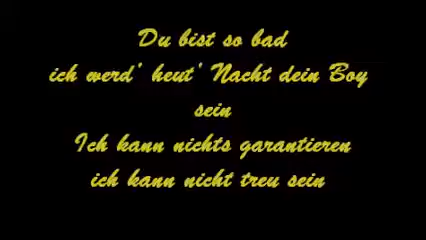 Du bist so bad
ich werd' heut' Nacht dein Boy
sein
Ich kann nichts garantieren
ich kann nicht treu sein